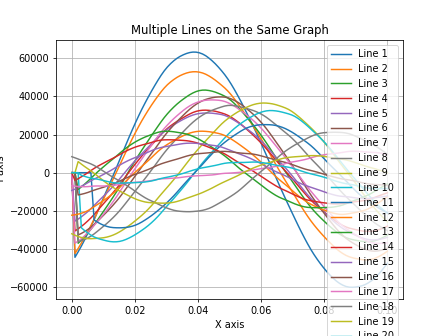 Multiple Lines on the Same Graph
60000
40000
20000
0
−20000
−40000
−60000
0.00
0.02
0.04
0.06
X axis
Line 1
Line 2
Line 3
Line 4
Line 5
Line 6
Line 7
Line 8
Line 9
Line 10
Line 11
Line 12
Line 13
Line 14
Line 15
Line 16
Line 17
Line 18
Line 19
Line 20